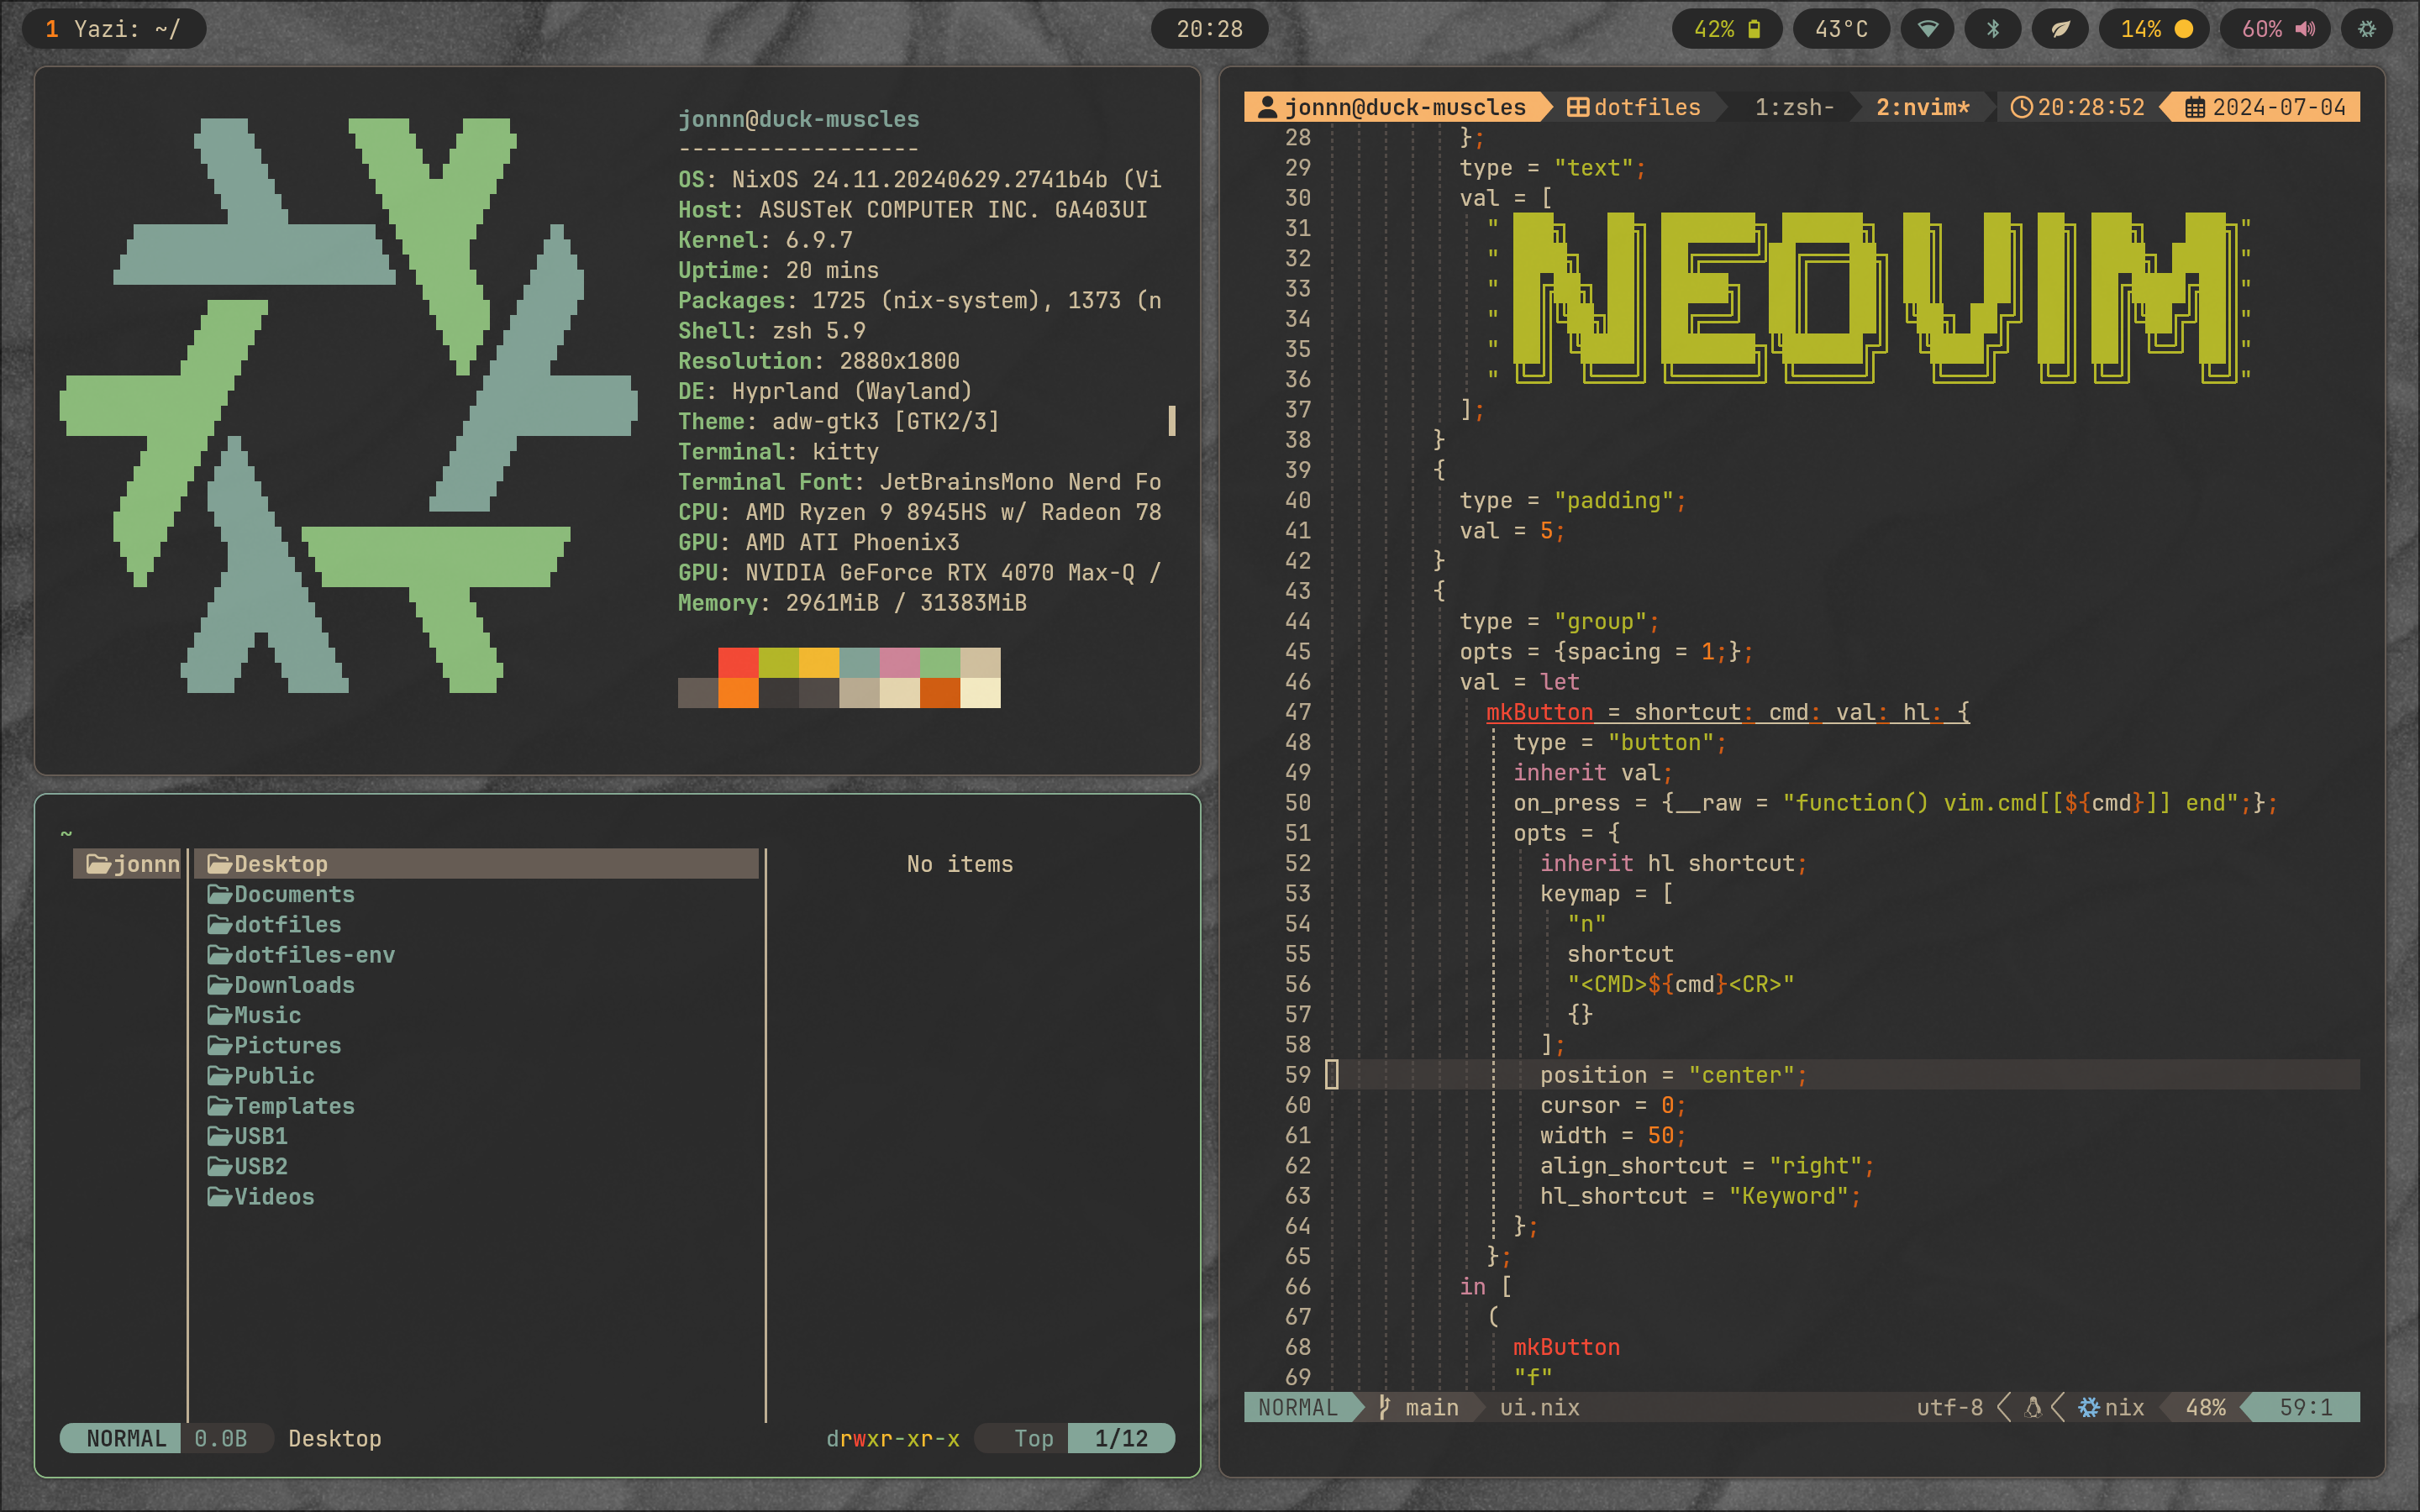 1 Yazi: ~/
20:28
42% 43°C 14% 60%
jonnn@duck-muscles
------------------
OS: NixOS 24.11.20240629.2741b4b (Vi
Host: ASUSTeK COMPUTER INC. GA403UI
Kernel: 6.9.7
Uptime: 20 mins
Packages: 1725 (nix-system), 1373 (n
Shell: zsh 5.9
Resolution: 2880x1800
DE: Hyprland (Wayland)
Theme: adw-gtk3 [GTK2/3]
Terminal: kitty
Terminal Font: JetBrainsMono Nerd Fo
CPU: AMD Ryzen 9 8945HS w/ Radeon 78
GPU: AMD ATI Phoenix3
GPU: NVIDIA GeForce RTX 4070 Max-Q /
Memory: 2961MiB / 31383MiB
~
jonnn
Desktop
Documents
dotfiles
dotfiles-env
Downloads
Music
Pictures
Public
Templates
USB1
USB2
Videos
No items
NORMAL 0.0B Desktop drwxr-xr-x Top 1/12
jonnn@duck-muscles dotfiles 1:zsh- 2:nvim* 20:28:52 2024-07-04
28 };
29 type = "text";
30 val = [
31 " "
32 " "
33 " "
34 " "
35 " "
36 " "
NEOVIM
37 ];
38 }
39 {
40 type = "padding";
41 val = 5;
42 }
43 {
44 type = "group";
45 opts = {spacing = 1;};
46 val = let
47 mkButton = shortcut: cmd: val: hl: {
48 type = "button";
49 inherit val;
50 on_press = {__raw = "function() vim.cmd[[${cmd}]] end";};
51 opts = {
52 inherit hl shortcut;
53 keymap = [
54 "n"
55 shortcut
56 "<CMD>${cmd}<CR>"
57 {}
58 ];
59 position = "center";
60 cursor = 0;
61 width = 50;
62 align_shortcut = "right";
63 hl_shortcut = "Keyword";
64 };
65 };
66 in [
67 (
68 mkButton
69 "f"
NORMAL main ui.nix utf-8 nix 48% 59:1